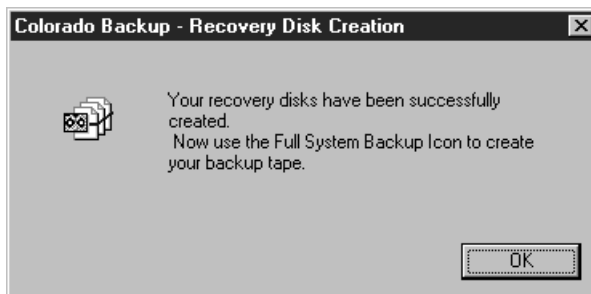 Colorado Backup - Recovery Disk Creation
Your recovery disks have been successfully
created.
Now use the Full System Backup Icon to create
your backup tape.
OK